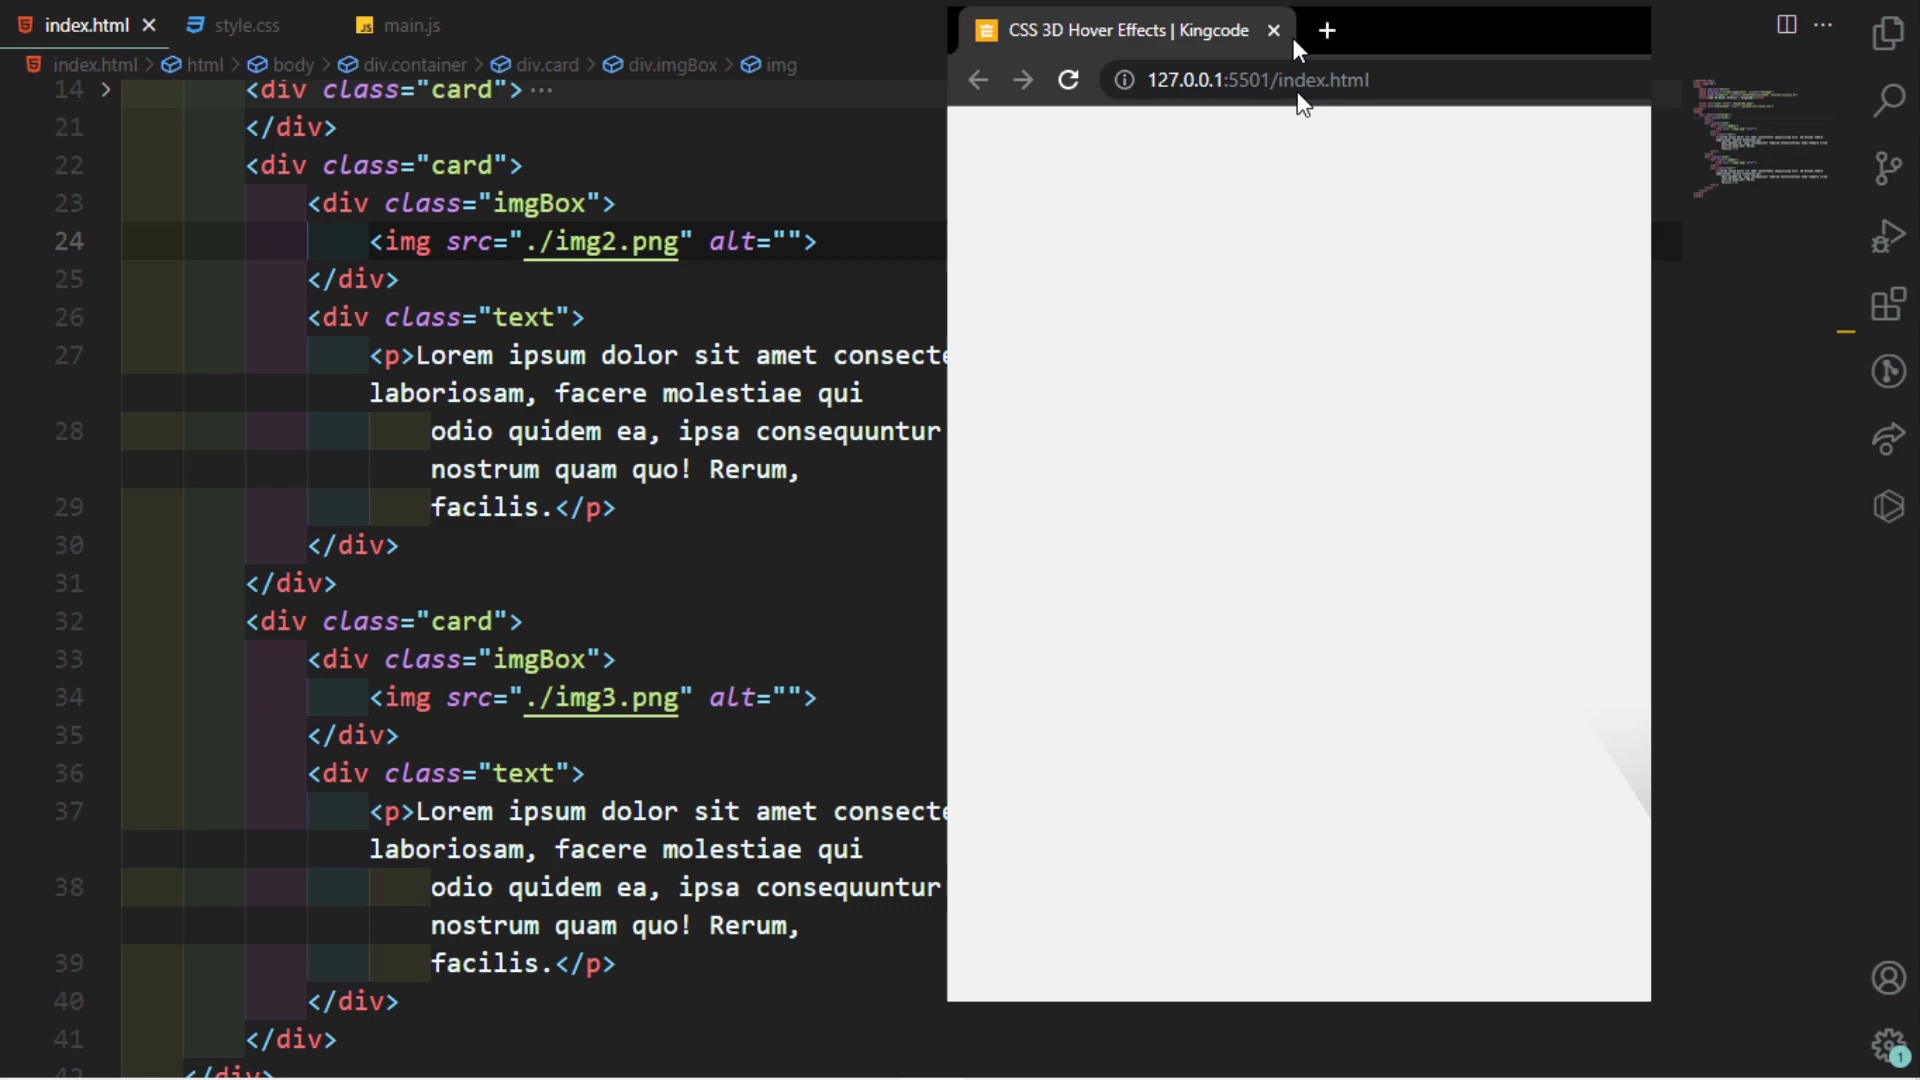 index.html
style.css
JS main.js
index.html > html > body > div.container > div.card > div.imgBox > img
14 <div class="card"> ...
21 </div>
22 <div class="card">
23 <div class="imgBox">
24 <img src="./img2.png" alt="">
25 </div>
26 <div class="text">
27 <p>Lorem ipsum dolor sit amet consecte
laboriosam, facere molestiae qui
28 odio quidem ea, ipsa consequuntur
nostrum quam quo! Rerum,
29 facilis.</p>
30 </div>
31 </div>
32 <div class="card">
33 <div class="imgBox">
34 <img src="./img3.png" alt="">
35 </div>
36 <div class="text">
37 <p>Lorem ipsum dolor sit amet consecte
laboriosam, facere molestiae qui
38 odio quidem ea, ipsa consequuntur
nostrum quam quo! Rerum,
39 facilis.</p>
40 </div>
41 </div>
42 </div>
CSS 3D Hover Effects | Kingcode
127.0.0.1:5501/index.html
1